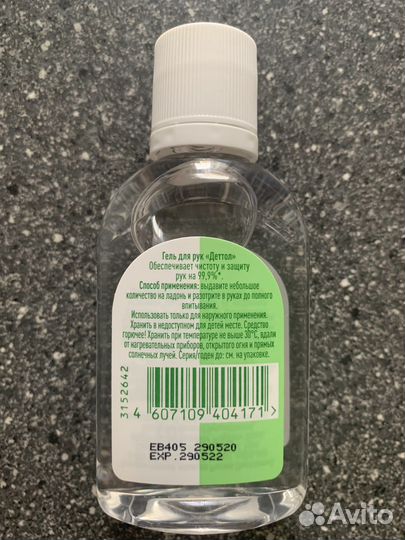 Гель для рук «Деттол»
Обеспечивает чистоту и защиту
рук на 99,9%*.
Способ применения: выдавите небольшое
количество на ладонь и разотрите в руках до полного
впитывания.
Использовать только для наружного применения.
Хранить в недоступном для детей месте. Средство
горючее! Хранить при температуре не выше 30°С, вдали
от нагревательных приборов, открытого огня и прямых
солнечных лучей. Серия/годен до: см. на упаковке.
3152642
4 607109 404171 >
EB405 290520
EXP.290522
Avito